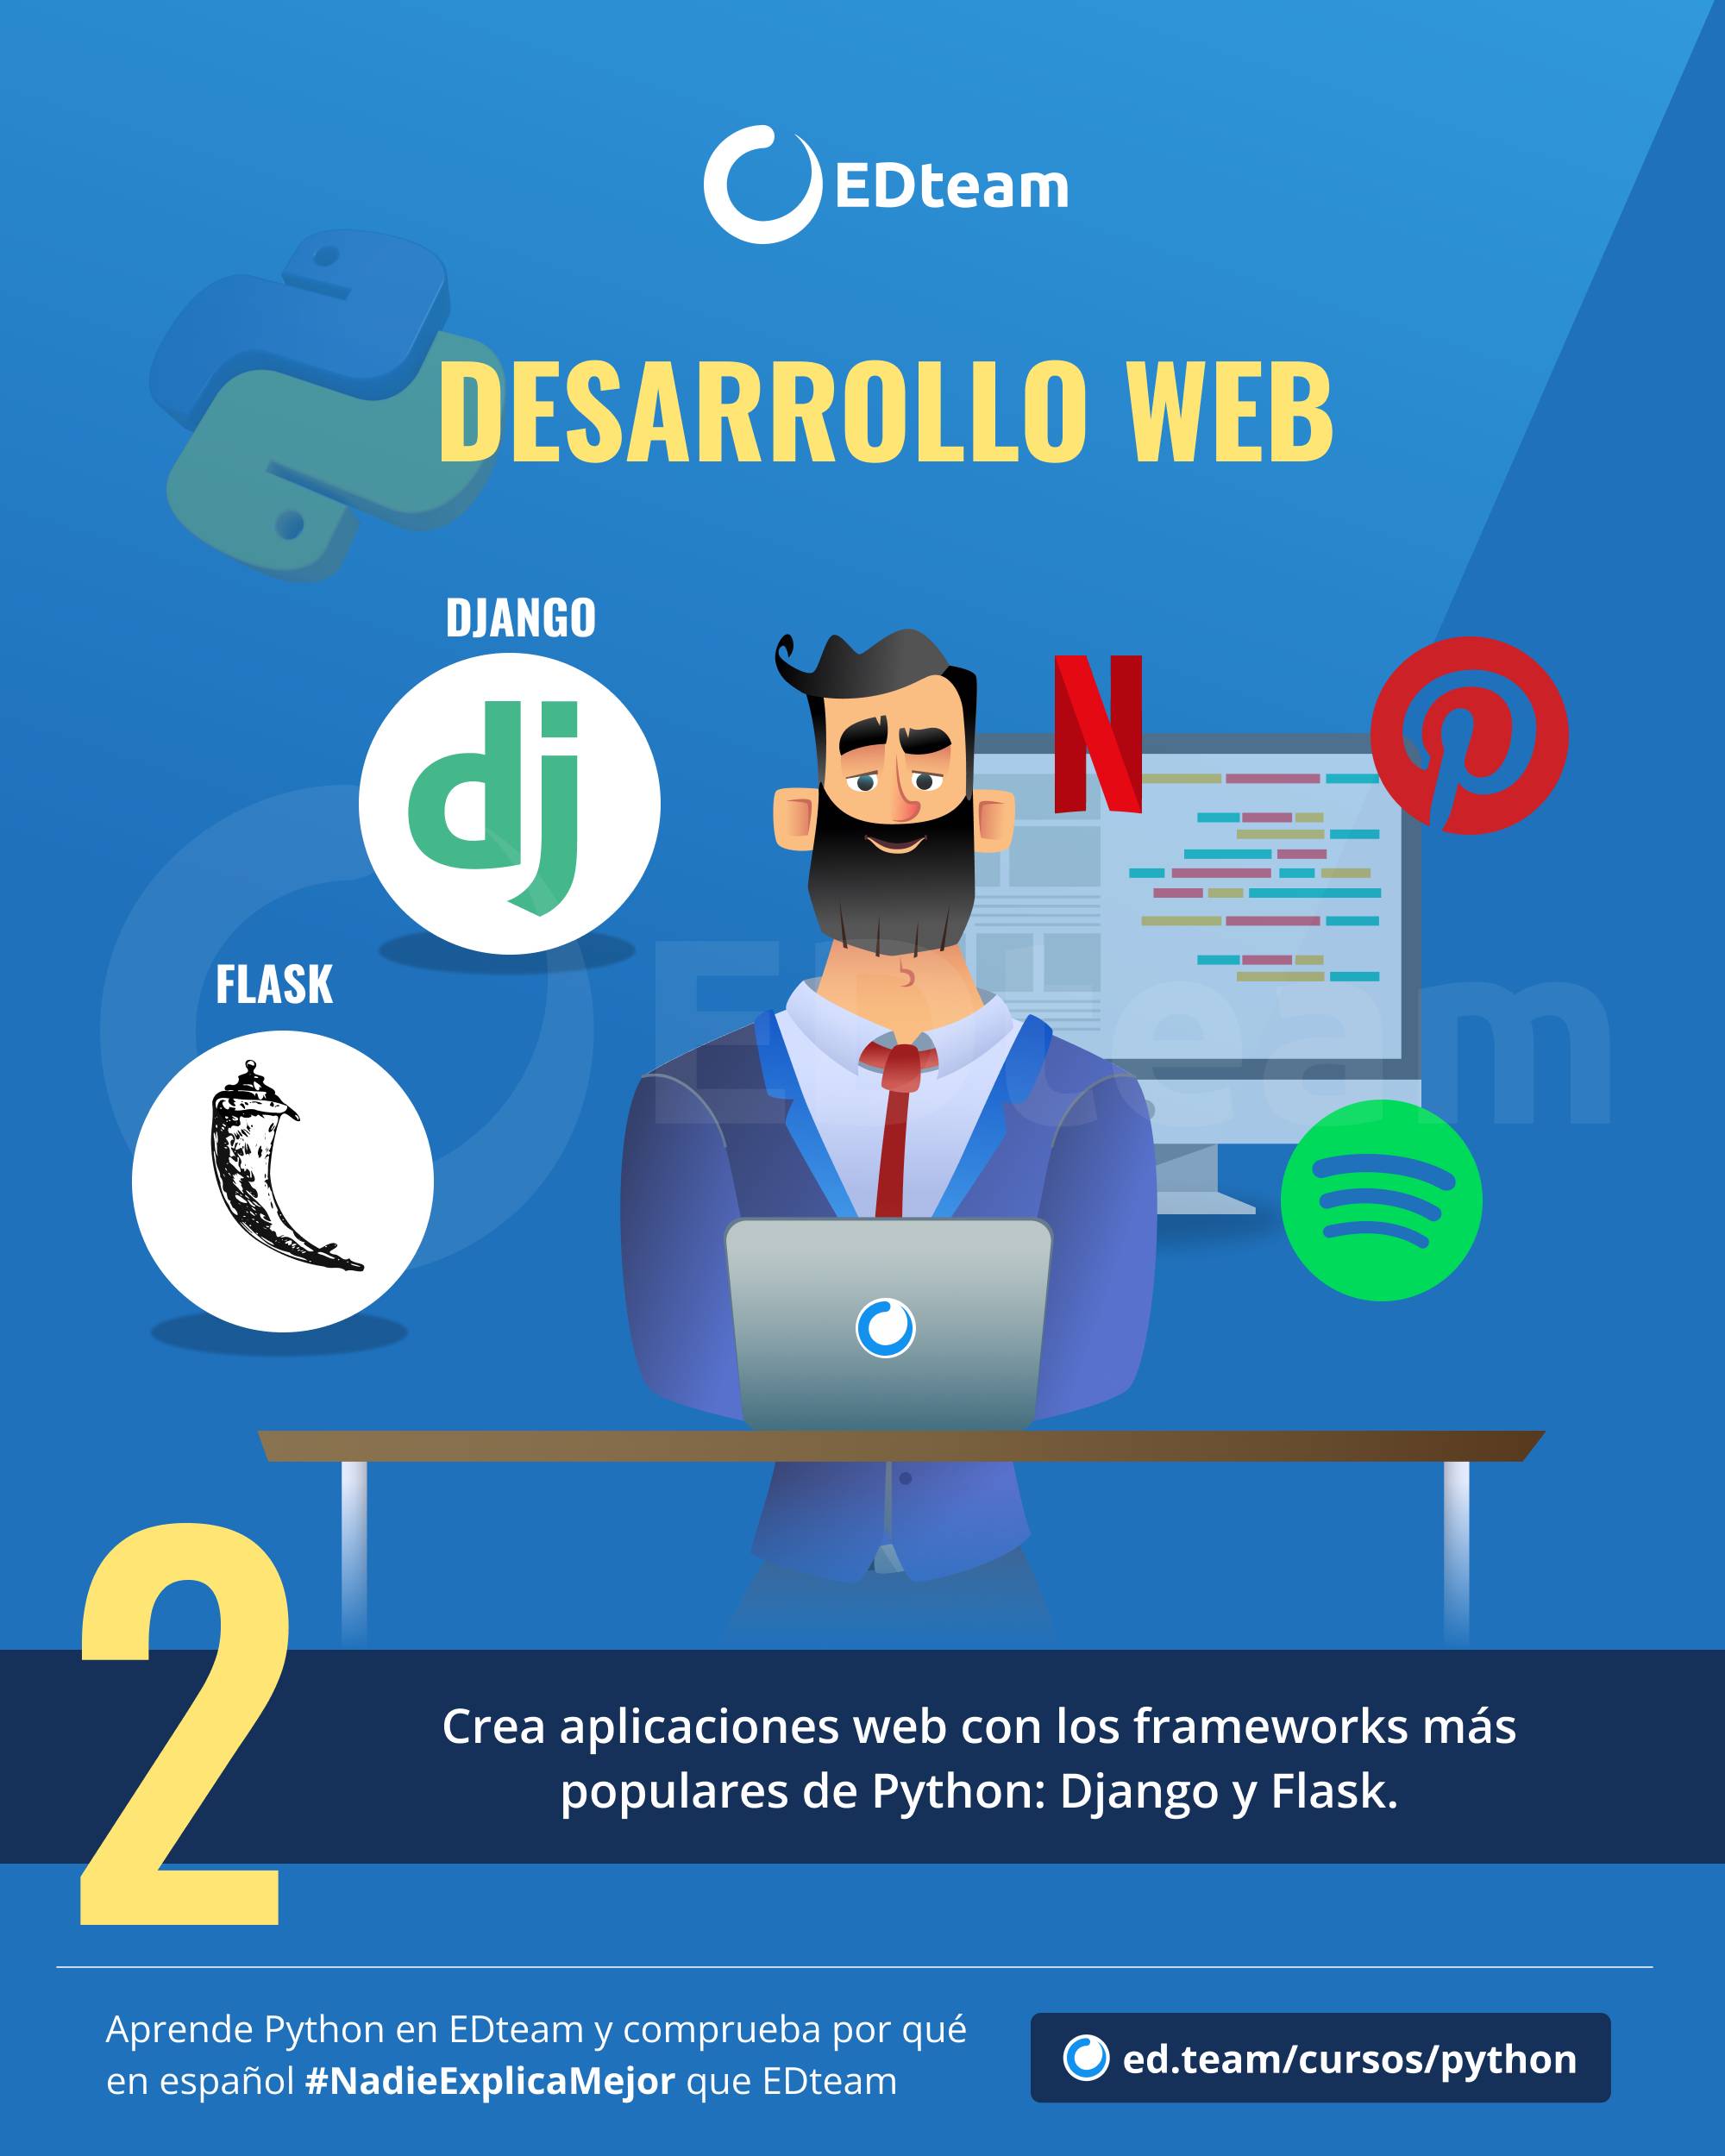 EDteam
DESARROLLO WEB
DJANGO
dj
FLASK
EDteam
2
Crea aplicaciones web con los frameworks más
populares de Python: Django y Flask.
Aprende Python en EDteam y comprueba por qué
en español #NadieExplicaMejor que EDteam
ed.team/cursos/python